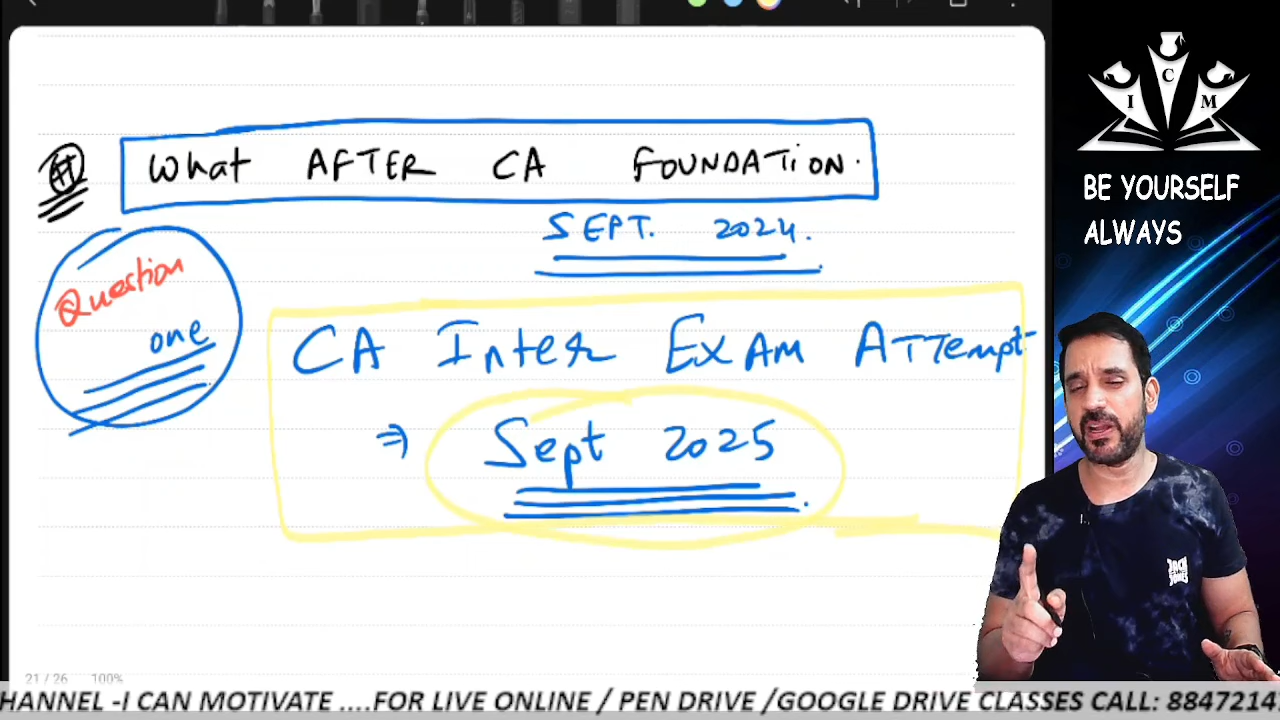 What AFTER CA FOUNDATION.
SEPT. 2024.
Question
one
CA Inter Exam Attempt
⇒ Sept 2025
I C M
BE YOURSELF
ALWAYS
21 / 26 100%
HANNEL -I CAN MOTIVATE ....FOR LIVE ONLINE / PEN DRIVE /GOOGLE DRIVE CLASSES CALL: 8847214